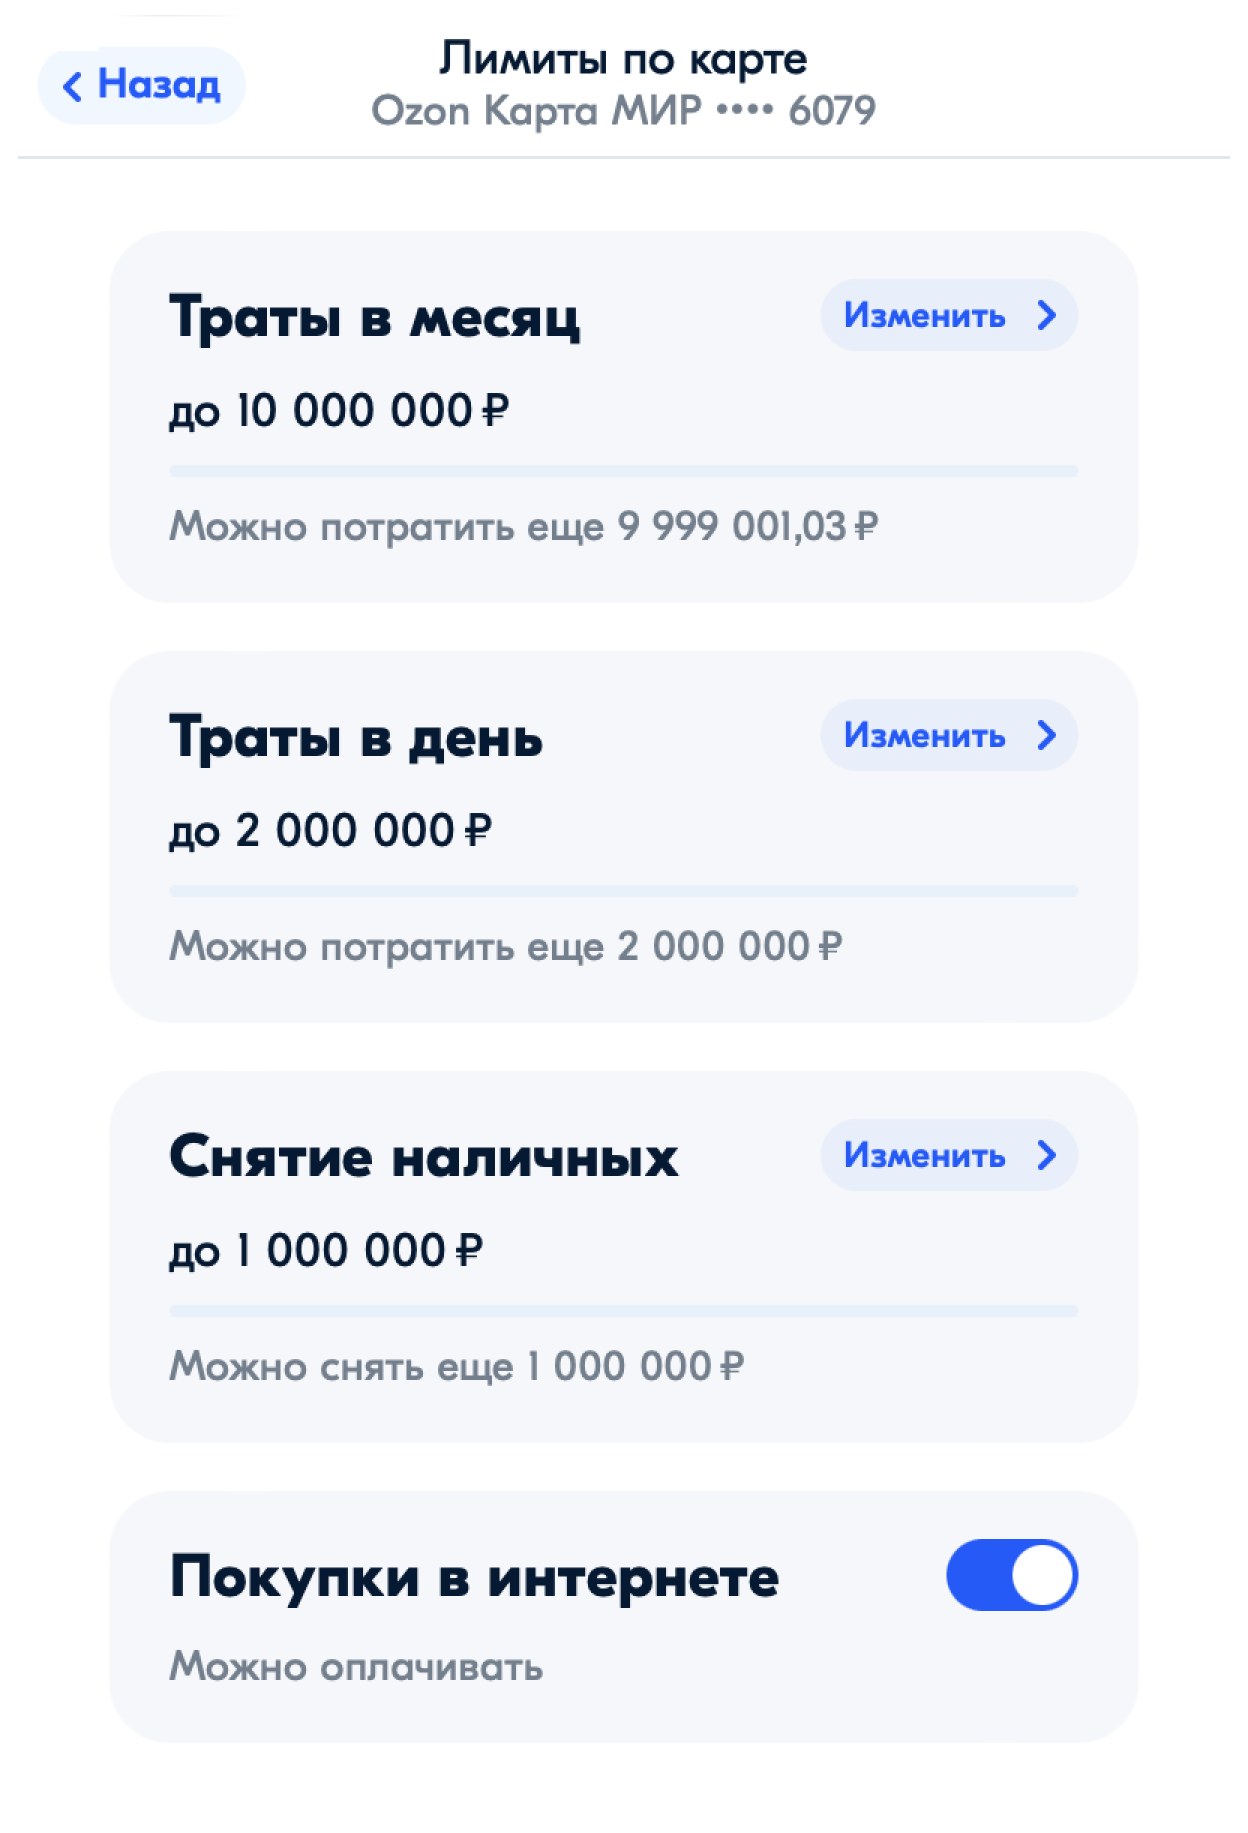 Назад
Лимиты по карте
Ozon Карта МИР •••• 6079
Траты в месяц
Изменить
до 10 000 000 ₽
Можно потратить еще 9 999 001,03 ₽
Траты в день
Изменить
до 2 000 000 ₽
Можно потратить еще 2 000 000 ₽
Снятие наличных
Изменить
до 1 000 000 ₽
Можно снять еще 1 000 000 ₽
Покупки в интернете
Можно оплачивать